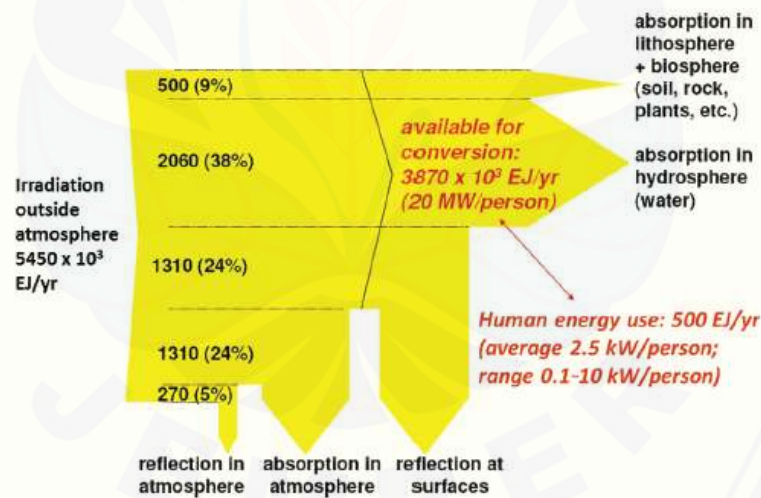 absorption in
lithosphere
+ biosphere
(soil, rock,
plants, etc.)
500 (9%)
available for
conversion:
3870 x 10³ EJ/yr
(20 MW/person)
2060 (38%)
absorption in
hydrosphere
(water)
Irradiation
outside
atmosphere
5450 x 10³
EJ/yr
1310 (24%)
Human energy use: 500 EJ/yr
(average 2.5 kW/person;
range 0.1-10 kW/person)
1310 (24%)
270 (5%)
reflection in
atmosphere
absorption in
atmosphere
reflection at
surfaces